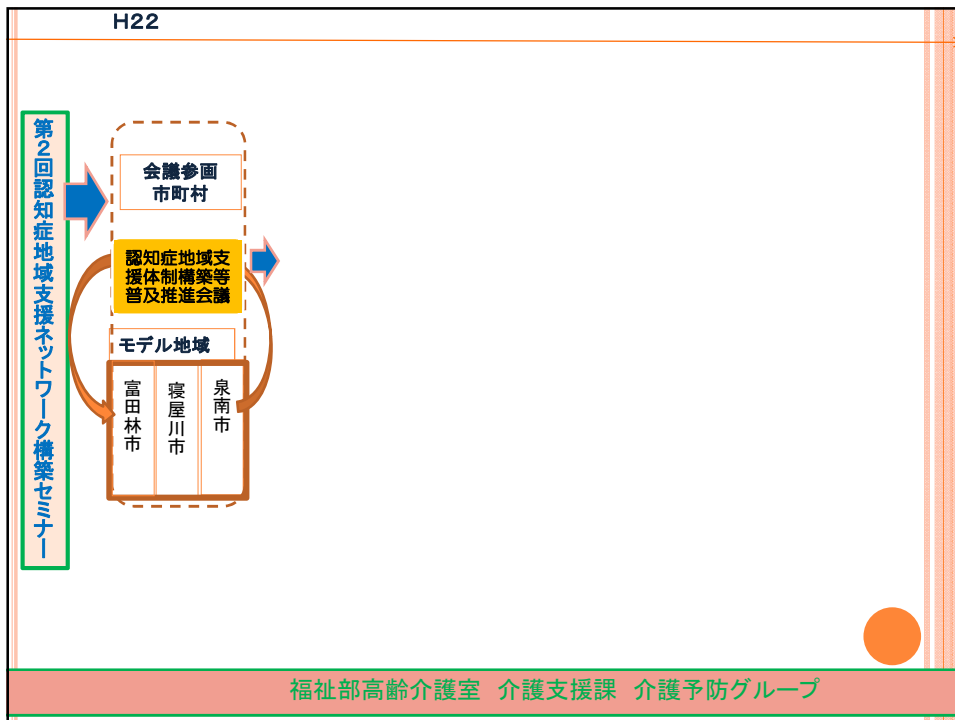 H22
第2回認知症地域支援ネットワーク構築セミナー
会議参画
市町村
認知症地域支
援体制構築等
普及推進会議
モデル地域
富田林市
寝屋川市
泉南市
福祉部高齢介護室 介護支援課 介護予防グループ